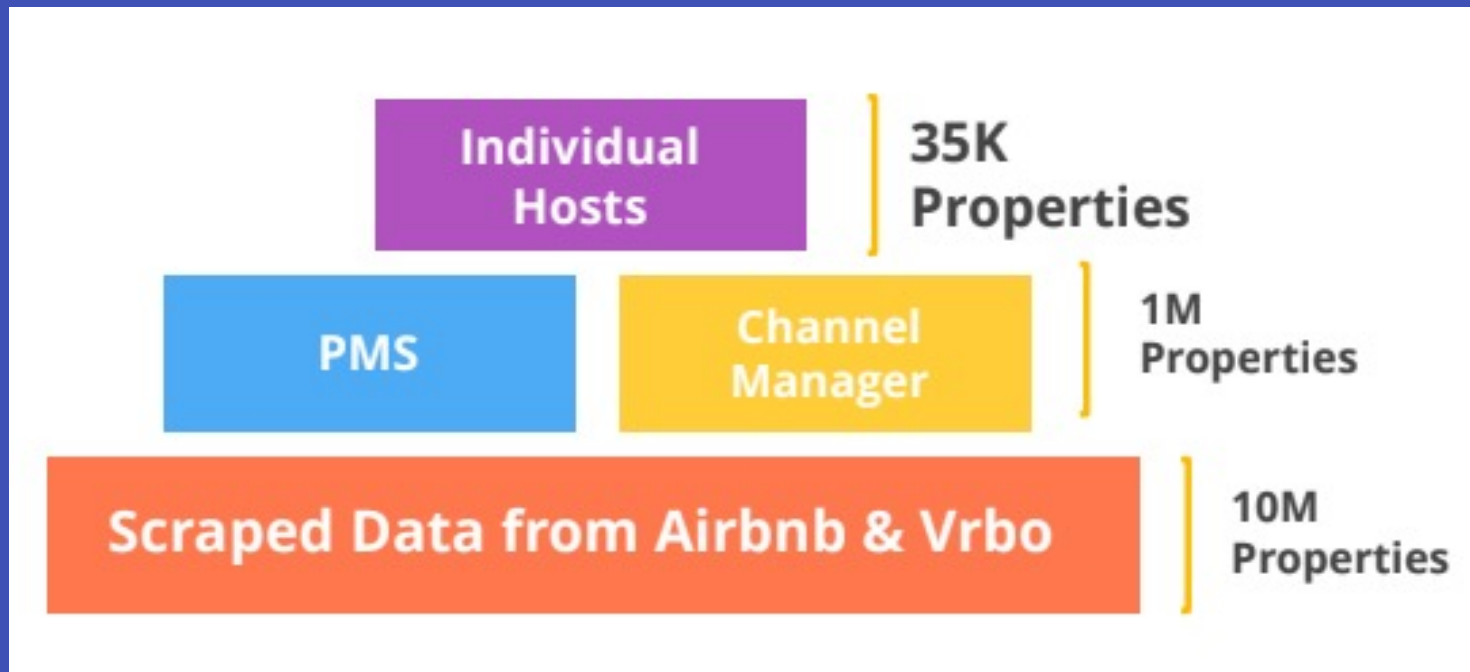 Individual
Hosts
35K
Properties
PMS
Channel
Manager
1M
Properties
Scraped Data from Airbnb & Vrbo
10M
Properties